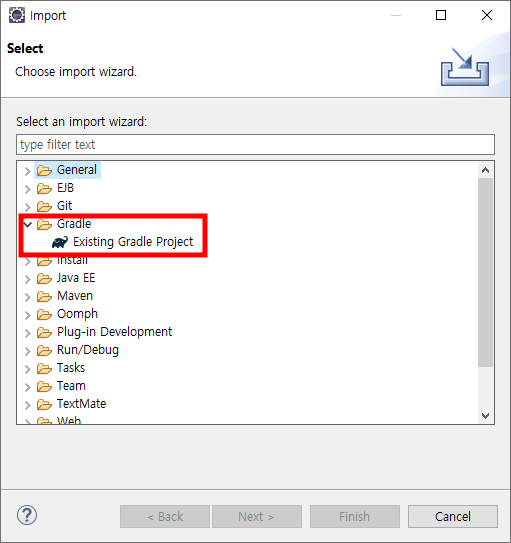 Import
Select
Choose import wizard.
Select an import wizard:
type filter text
General
EJB
Git
Gradle
Existing Gradle Project
Install
Java EE
Maven
Oomph
Plug-in Development
Run/Debug
Tasks
Team
TextMate
Web
?
< Back Next > Finish Cancel